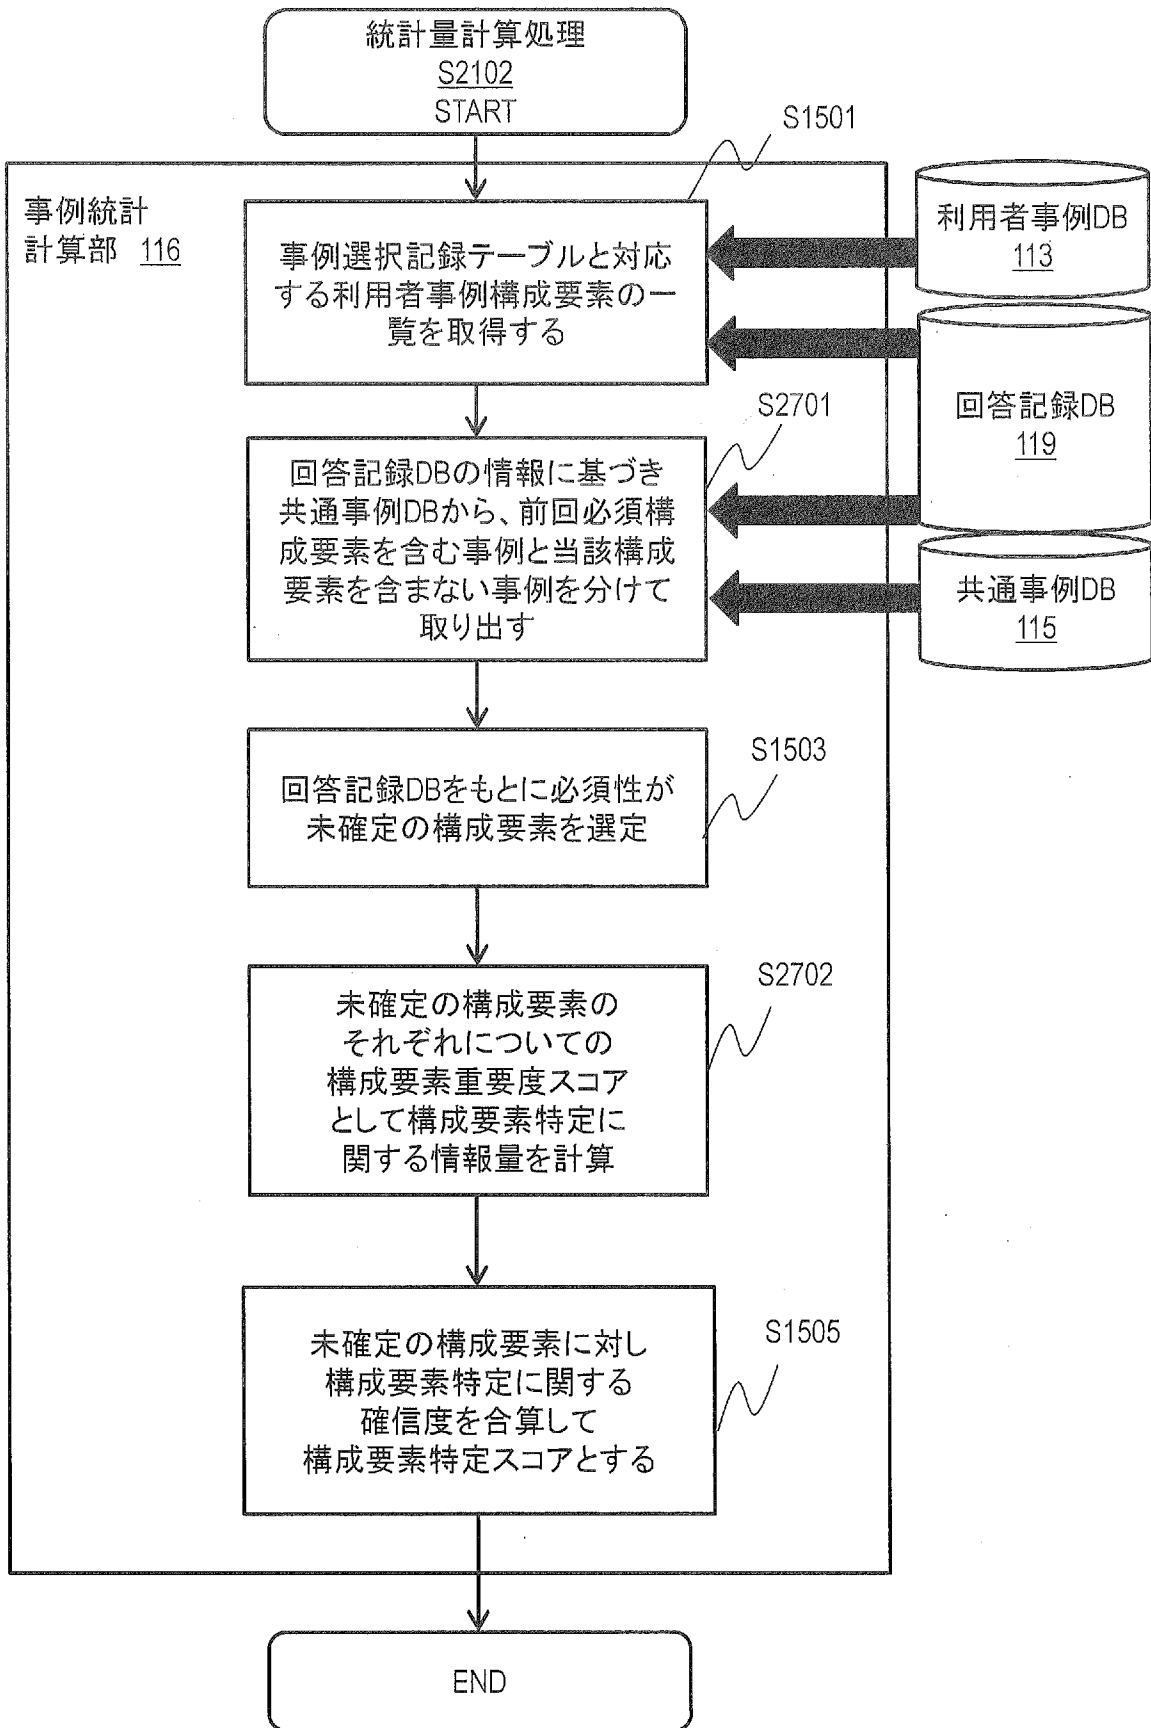 統計量計算処理
S2102
START
S1501
事例統計
計算部 116
事例選択記録テーブルと対応
する利用者事例構成要素の一
覧を取得する
利用者事例DB
113
回答記録DB
119
S2701
回答記録DBの情報に基づき
共通事例DBから、前回必須構
成要素を含む事例と当該構成
要素を含まない事例を分けて
取り出す
共通事例DB
115
S1503
回答記録DBをもとに必須性が
未確定の構成要素を選定
S2702
未確定の構成要素の
それぞれについての
構成要素重要度スコア
として構成要素特定に
関する情報量を計算
S1505
未確定の構成要素に対し
構成要素特定に関する
確信度を合算して
構成要素特定スコアとする
END